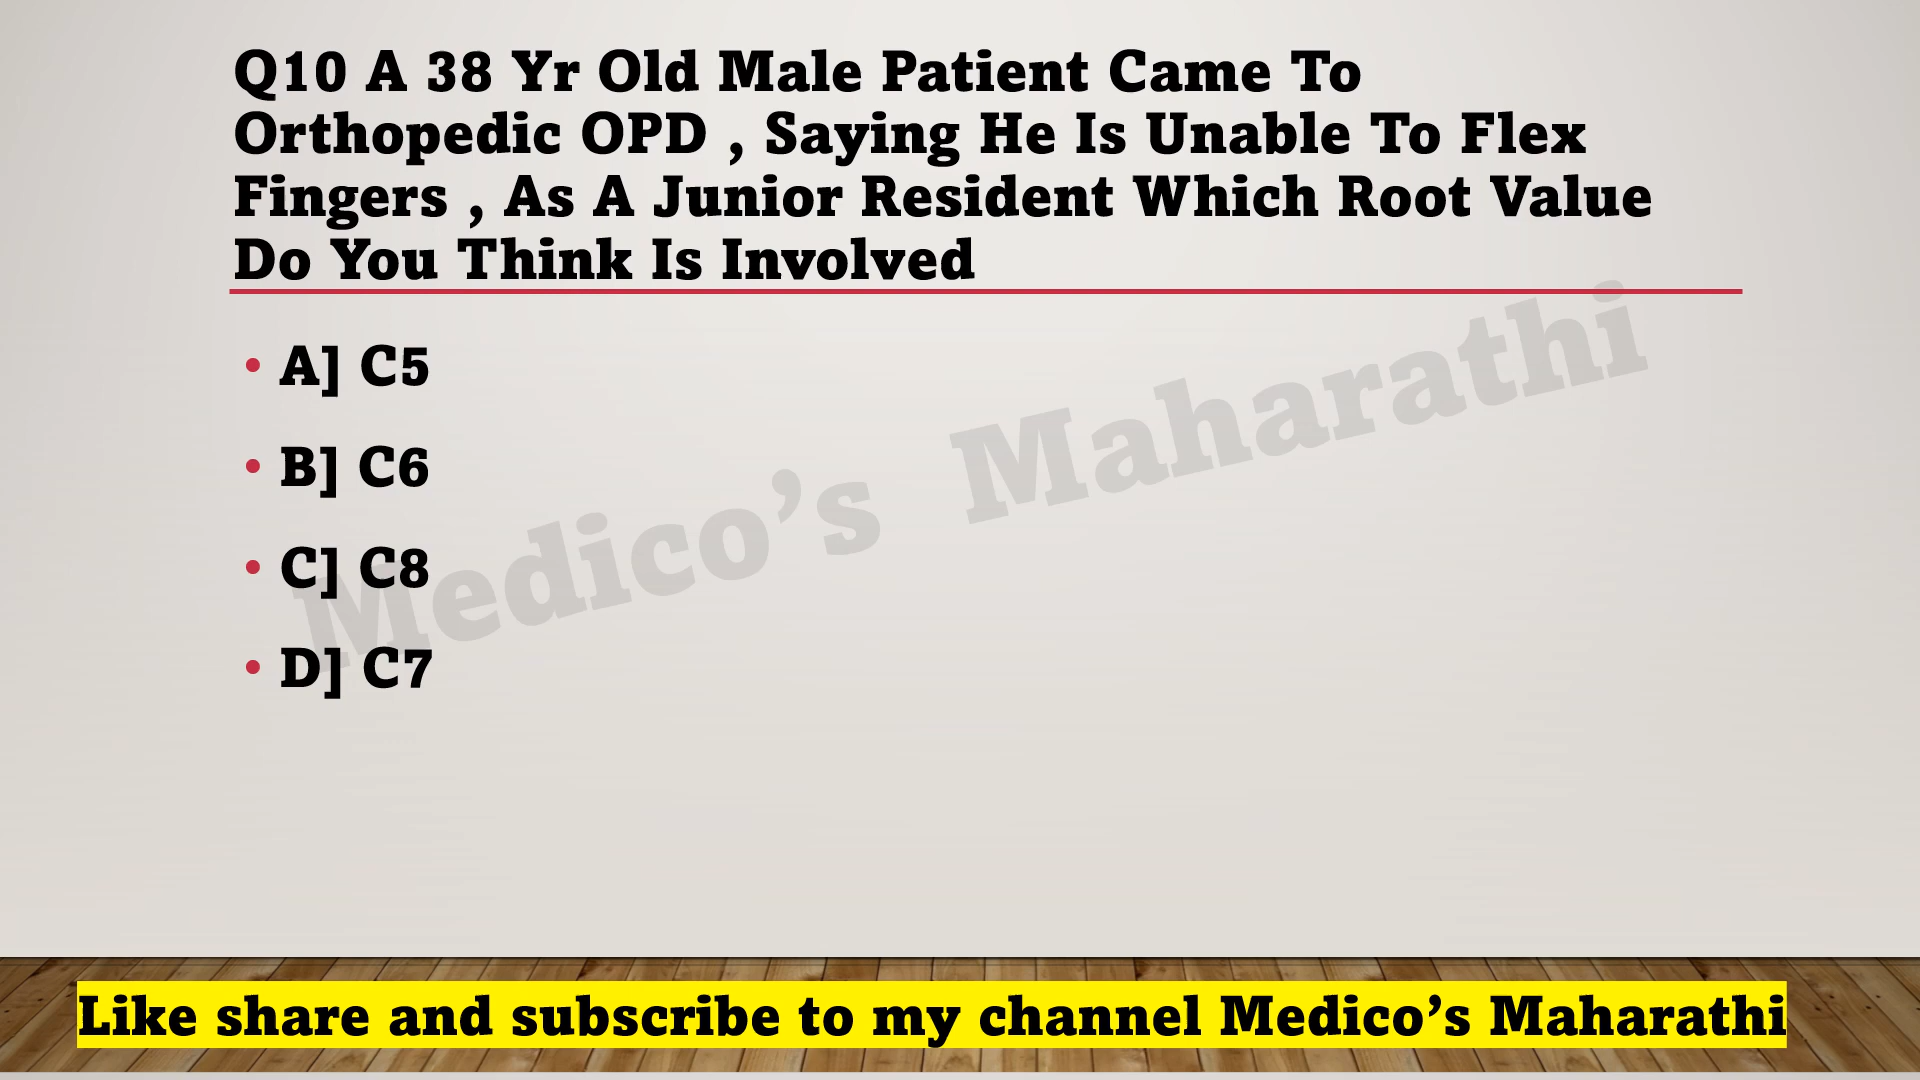 Q10 A 38 Yr Old Male Patient Came To
Orthopedic OPD , Saying He Is Unable To Flex
Fingers , As A Junior Resident Which Root Value
Do You Think Is Involved
• A] C5
• B] C6
• C] C8
• D] C7
Medico’s Maharathi
Like share and subscribe to my channel Medico’s Maharathi